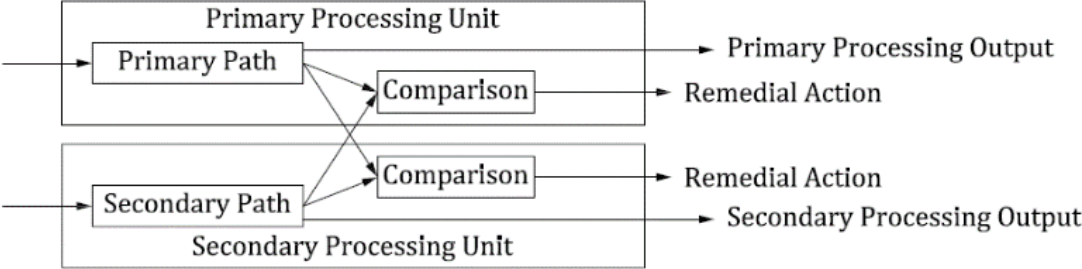 Primary Processing Unit
Primary Path
Primary Processing Output
Comparison
Remedial Action
Comparison
Remedial Action
Secondary Path
Secondary Processing Output
Secondary Processing Unit